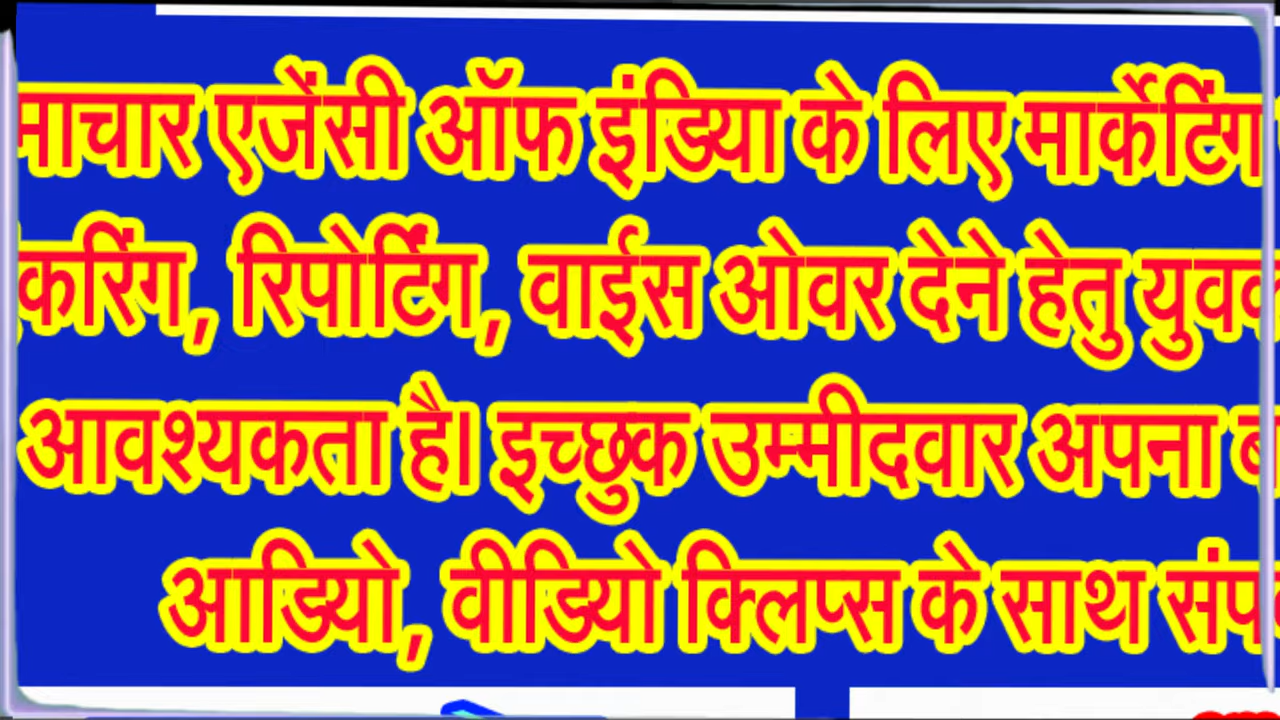 माचार एजेंसी ऑफ इंडिया के लिए मार्केटिंग
करिंग, रिपोर्टिंग, वाईस ओवर देने हेतु युवक
आवश्यकता है। इच्छुक उम्मीदवार अपना
आडियो, वीडियो क्लिप्स के साथ संप